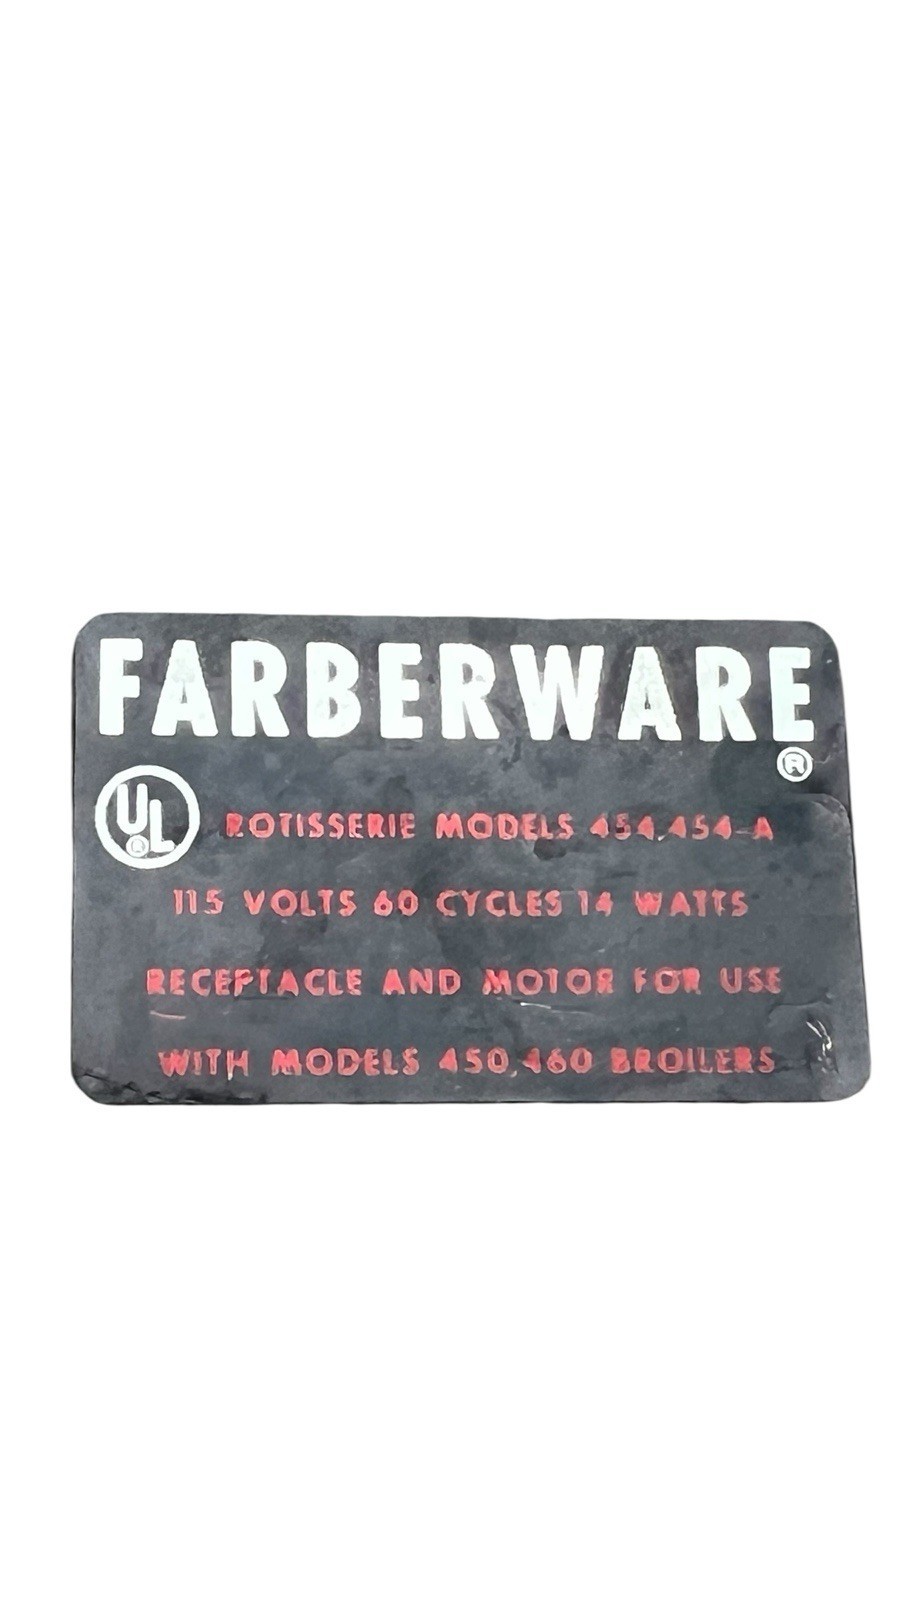 FARBERWARE
®
UL
®
ROTISSERIE MODELS 454,454-A
115 VOLTS 60 CYCLES 14 WATTS
RECEPTACLE AND MOTOR FOR USE
WITH MODELS 450,460 BROILERS